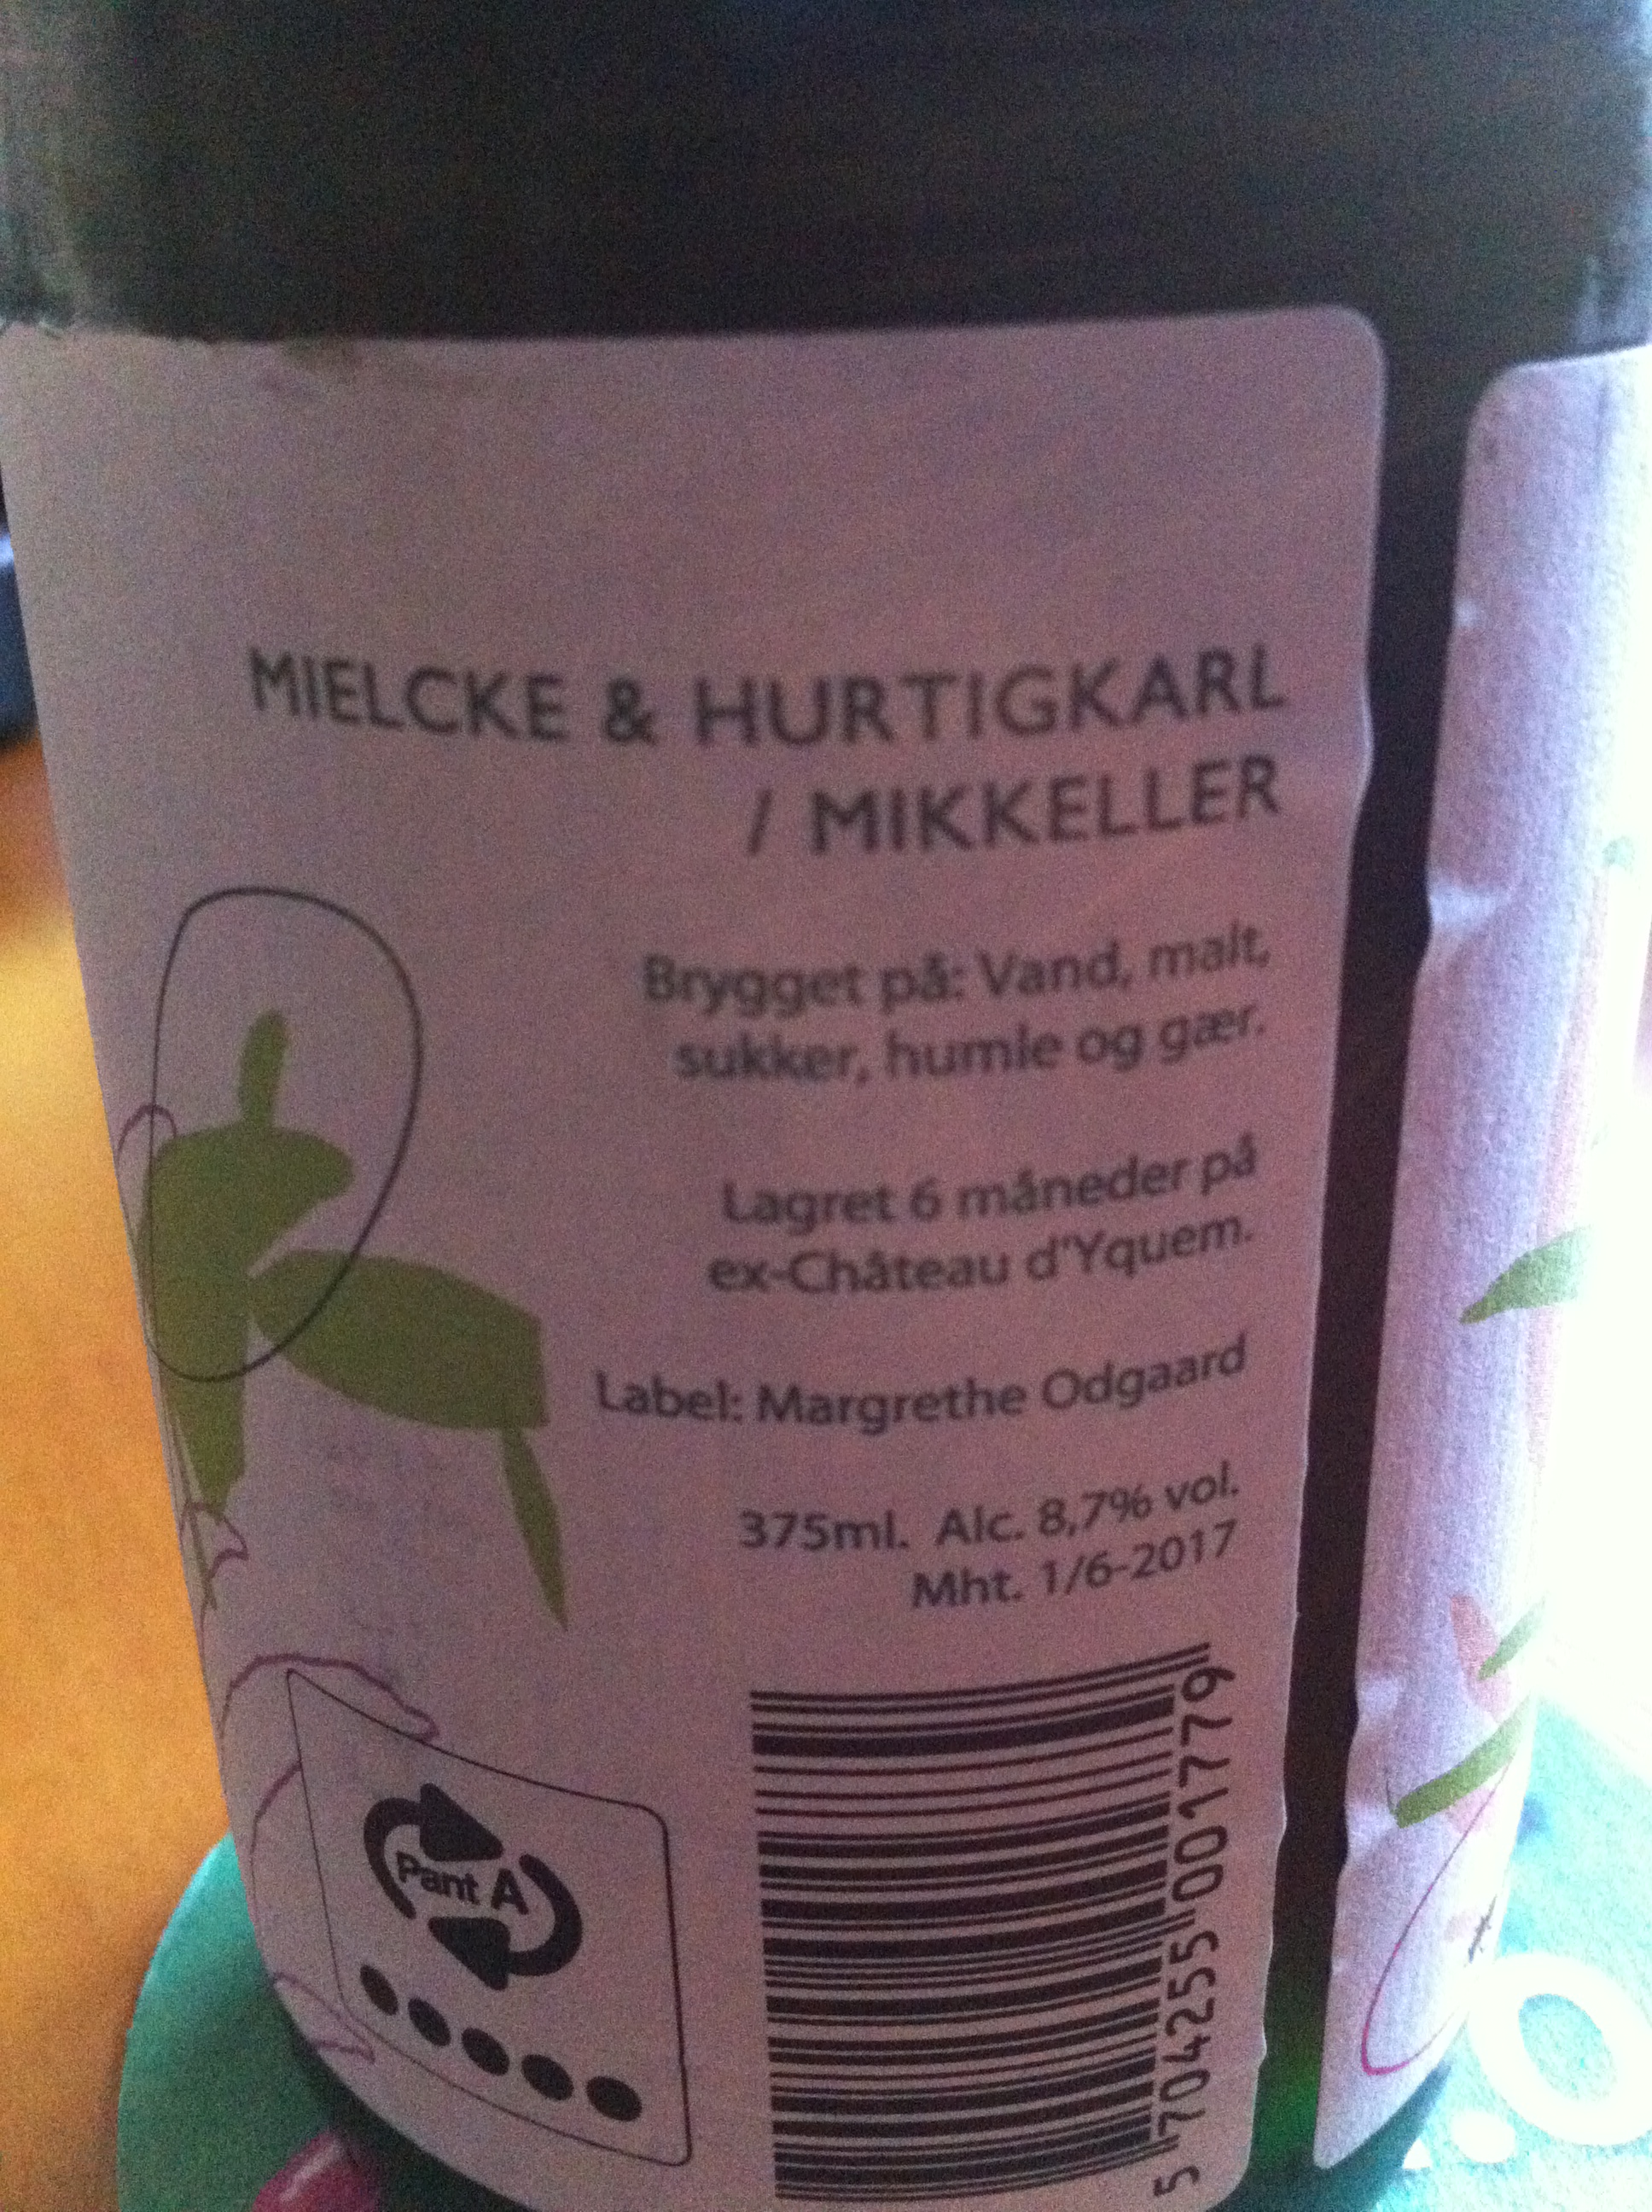 MIELCKE & HURTIGKARL
/ MIKKELLER
Brygget på: Vand, malt,
sukker, humle og gær.
Lagret 6 måneder på
ex-Château d'Yquem.
Label: Margrethe Odgaard
375ml. Alc. 8,7% vol.
Mht. 1/6-2017
Pant A
5 704255 001779